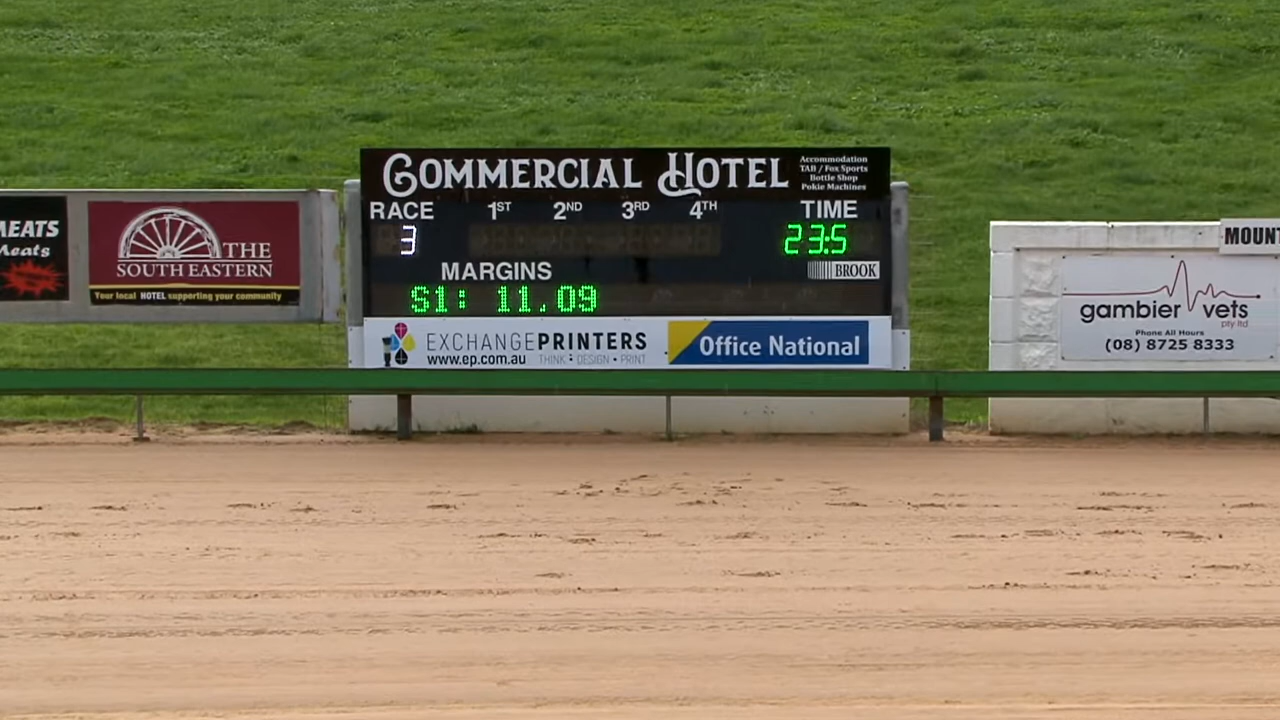 MEATS
Meats
THE
SOUTH EASTERN
Your local HOTEL supporting your community
COMMERCIAL HOTEL
Accommodation
TAB / Fox Sports
Bottle Shop
Pokie Machines
RACE 1ST 2ND 3RD 4TH TIME
3 23.5
MARGINS BROOK
S1: 11.09
EXCHANGEPRINTERS
www.ep.com.au THINK • DESIGN • PRINT
Office National
MOUNT
gambier vets
pty ltd
Phone All Hours
(08) 8725 8333